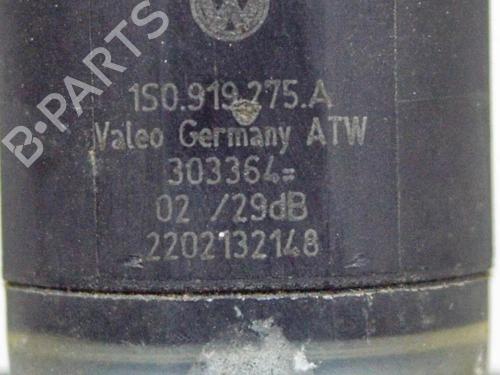 B-PARTS
1S0.919.275.A
Valeo Germany ATW
303364=
02 /29dB
2202132148